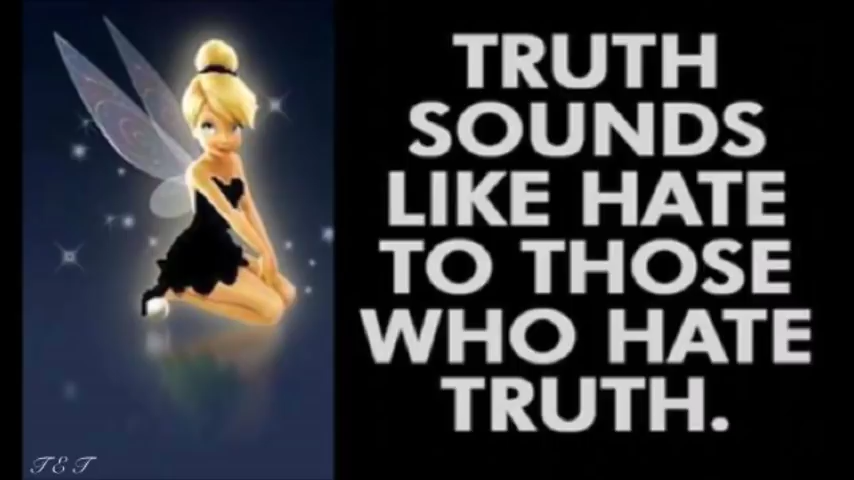 TRUTH
SOUNDS
LIKE HATE
TO THOSE
WHO HATE
TRUTH.
T & T